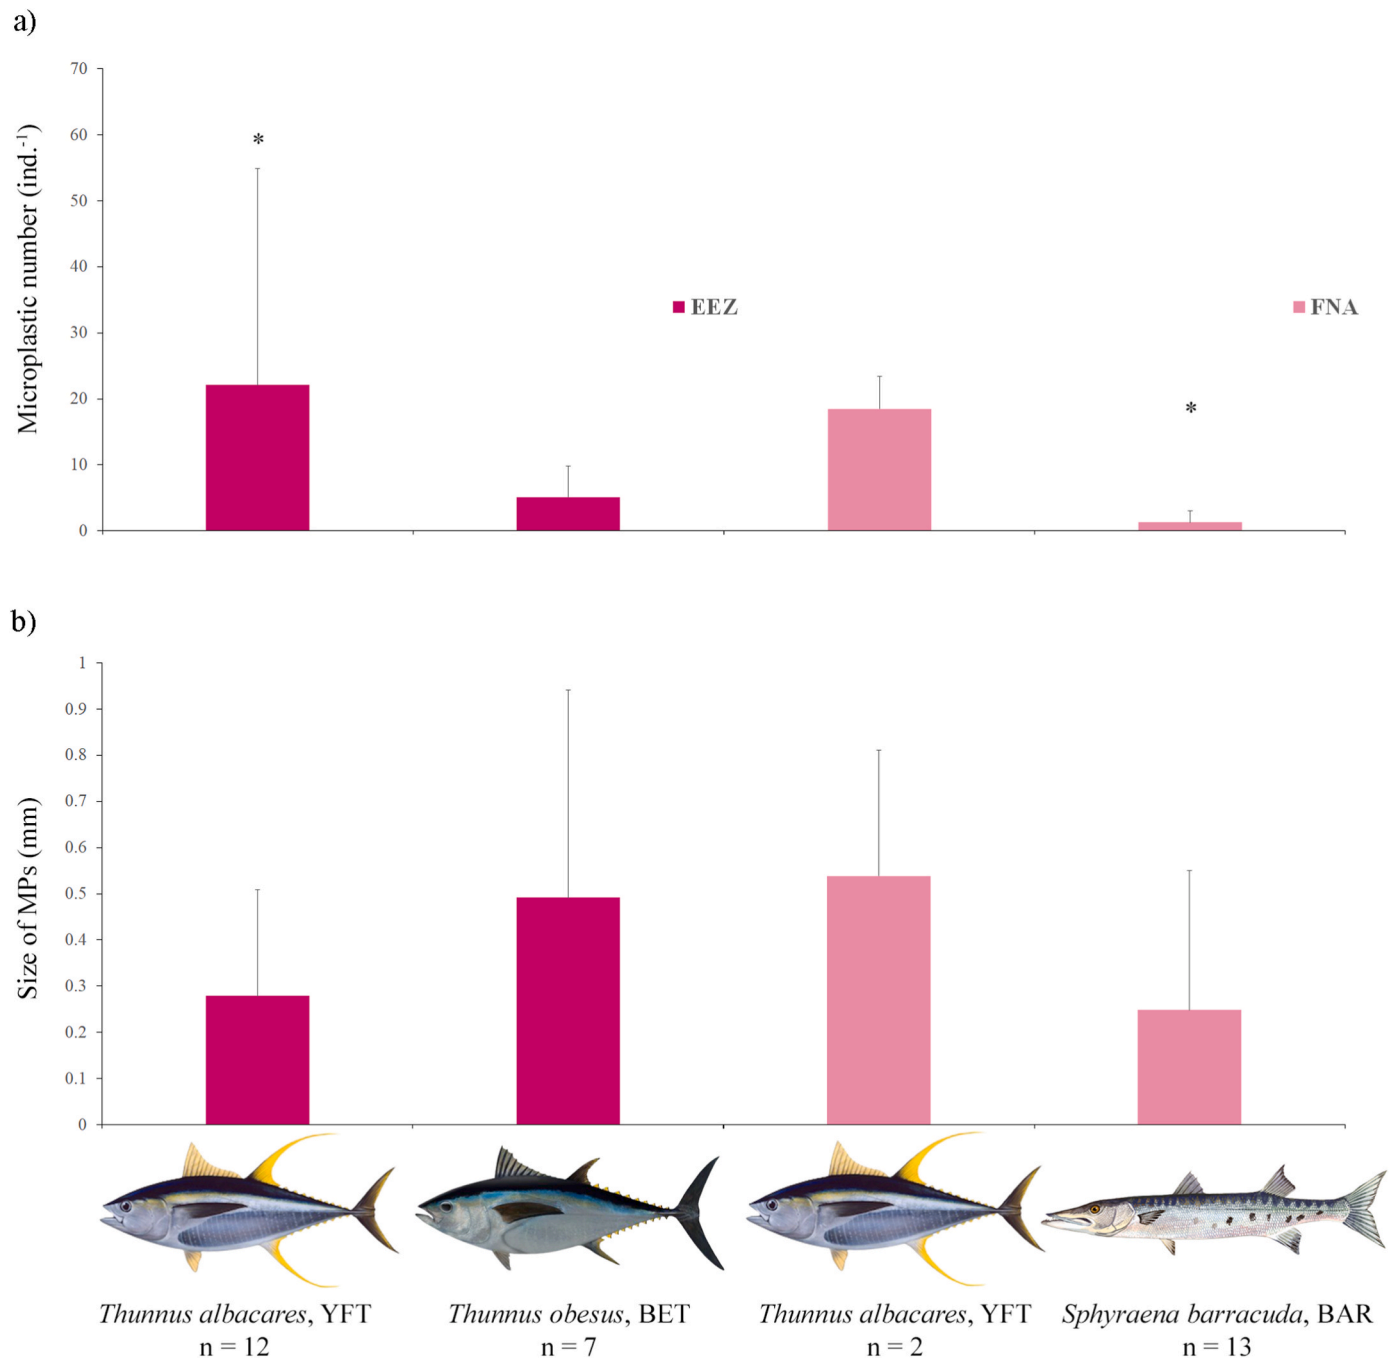 a)
Microplastic number (ind.-1)
70
60
50
40
30
20
10
0
*
*
EEZ
FNA
b)
Size of MPs (mm)
1
0.9
0.8
0.7
0.6
0.5
0.4
0.3
0.2
0.1
0
Thunnus albacares, YFT
n = 12
Thunnus obesus, BET
n = 7
Thunnus albacares, YFT
n = 2
Sphyraena barracuda, BAR
n = 13